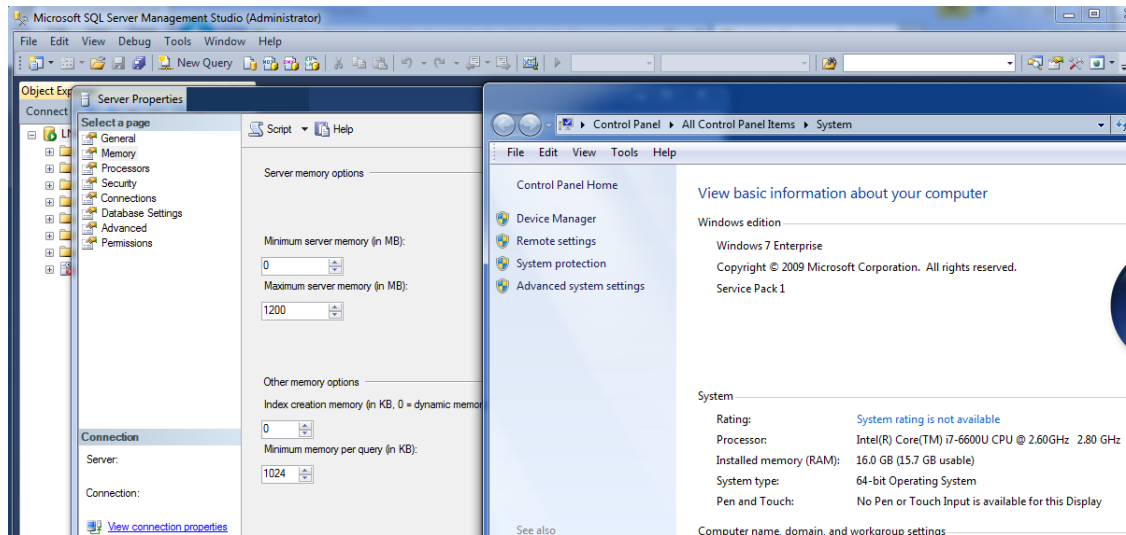 Microsoft SQL Server Management Studio (Administrator)
File Edit View Debug Tools Window Help
New Query
Object Exp
Connect
Server Properties
Select a page
General
Memory
Processors
Security
Connections
Database Settings
Advanced
Permissions
Connection
Server:
Connection:
View connection properties
Script Help
Server memory options
Minimum server memory (in MB):
0
Maximum server memory (in MB):
1200
Other memory options
Index creation memory (in KB, 0 = dynamic memor
0
Minimum memory per query (in KB):
1024
Control Panel All Control Panel Items System
File Edit View Tools Help
Control Panel Home
Device Manager
Remote settings
System protection
Advanced system settings
See also
View basic information about your computer
Windows edition
Windows 7 Enterprise
Copyright © 2009 Microsoft Corporation. All rights reserved.
Service Pack 1
System
Rating: System rating is not available
Processor: Intel(R) Core(TM) i7-6600U CPU @ 2.60GHz 2.80 GHz
Installed memory (RAM): 16.0 GB (15.7 GB usable)
System type: 64-bit Operating System
Pen and Touch: No Pen or Touch Input is available for this Display
Computer name, domain, and workgroup settings